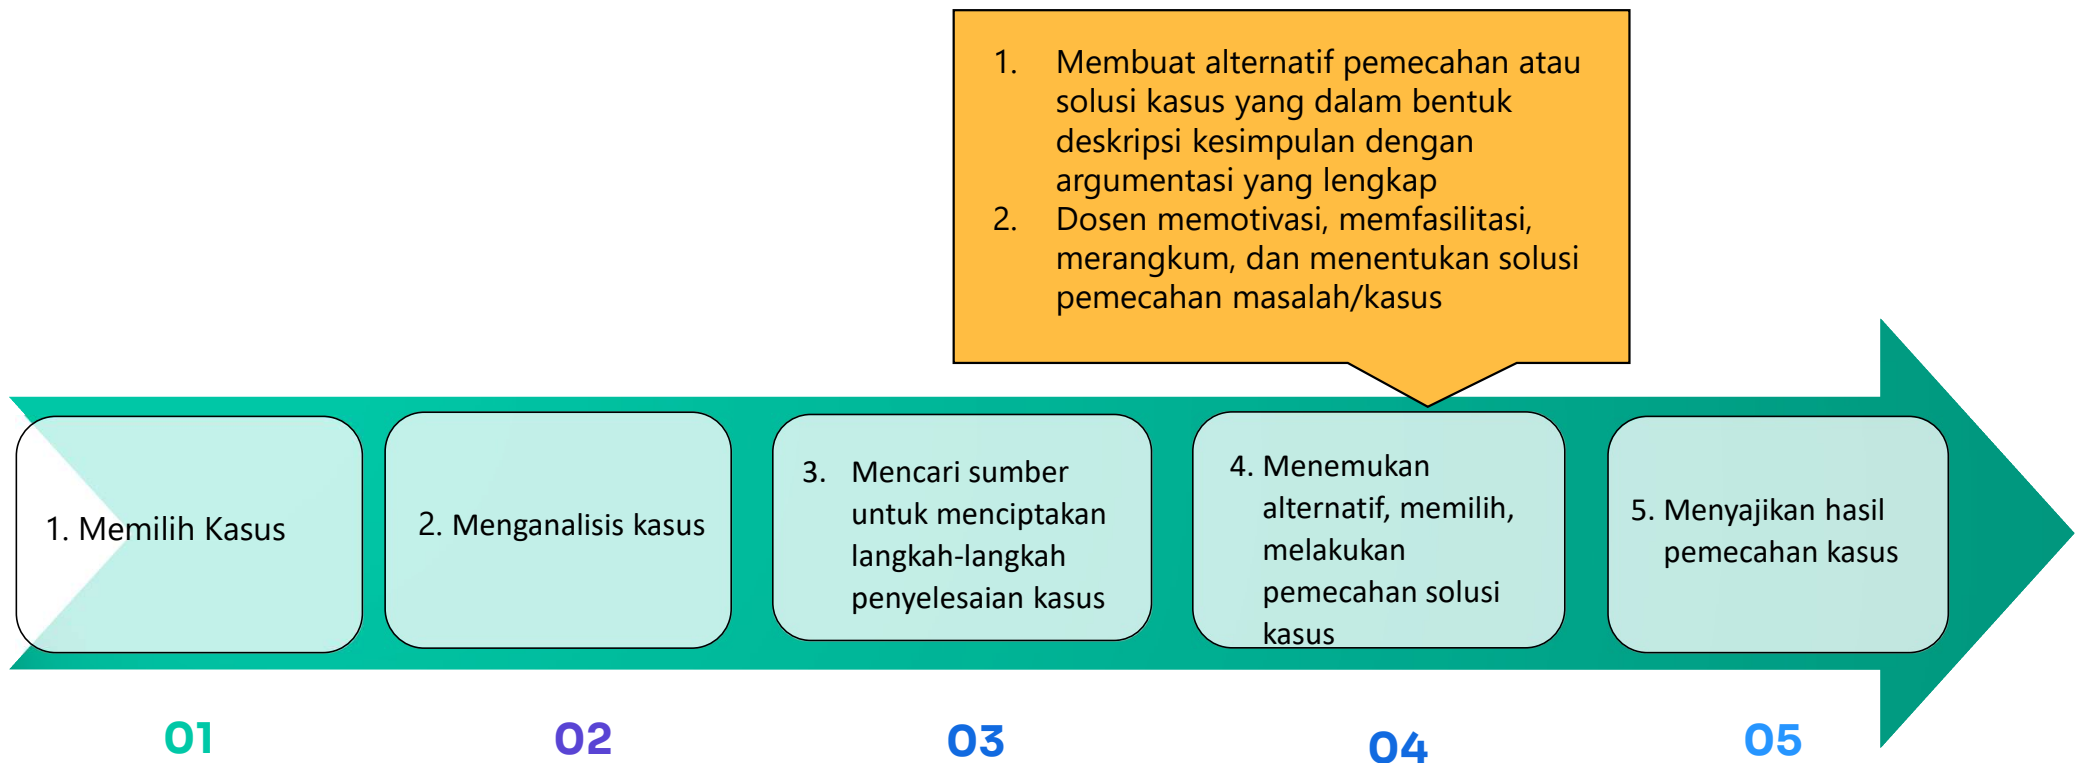 1. Membuat alternatif pemecahan atau
solusi kasus yang dalam bentuk
deskripsi kesimpulan dengan
argumentasi yang lengkap
2. Dosen memotivasi, memfasilitasi,
merangkum, dan menentukan solusi
pemecahan masalah/kasus
1. Memilih Kasus
2. Menganalisis kasus
3. Mencari sumber
untuk menciptakan
langkah-langkah
penyelesaian kasus
4. Menemukan
alternatif, memilih,
melakukan
pemecahan solusi
kasus
5. Menyajikan hasil
pemecahan kasus
01
02
03
04
05